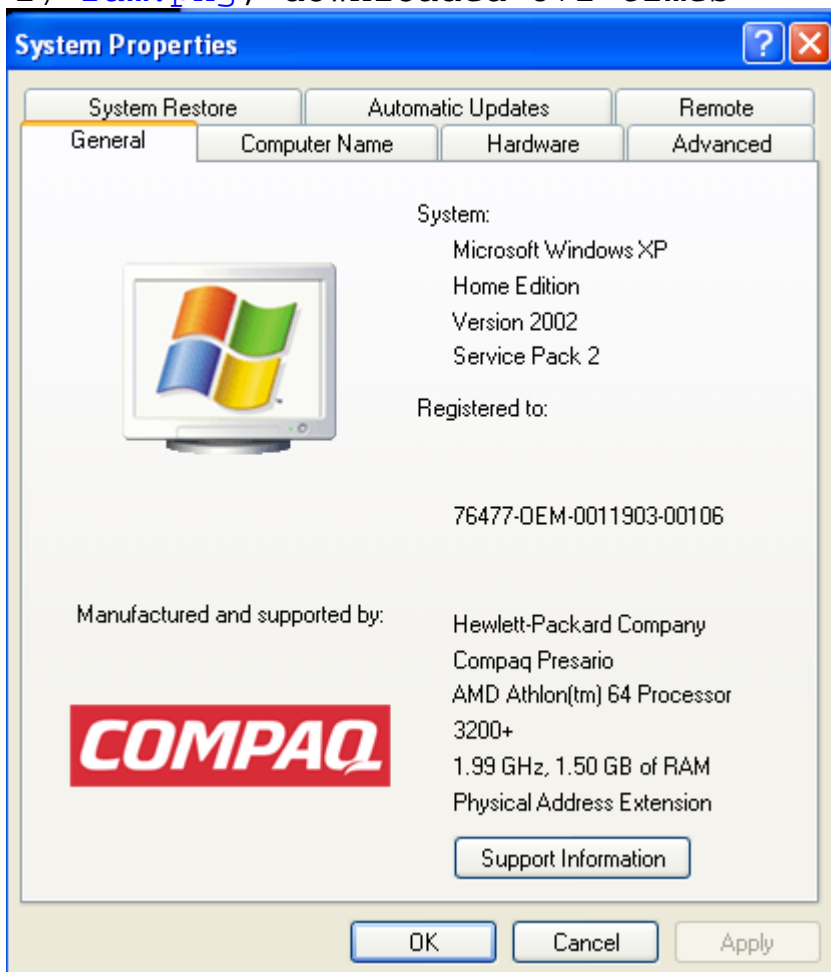 System Properties
System Restore Automatic Updates Remote
General Computer Name Hardware Advanced
System:
Microsoft Windows XP
Home Edition
Version 2002
Service Pack 2
Registered to:
76477-OEM-0011903-00106
Manufactured and supported by:
Hewlett-Packard Company
Compaq Presario
AMD Athlon(tm) 64 Processor
3200+
1.99 GHz, 1.50 GB of RAM
Physical Address Extension
COMPAQ
Support Information
OK Cancel Apply